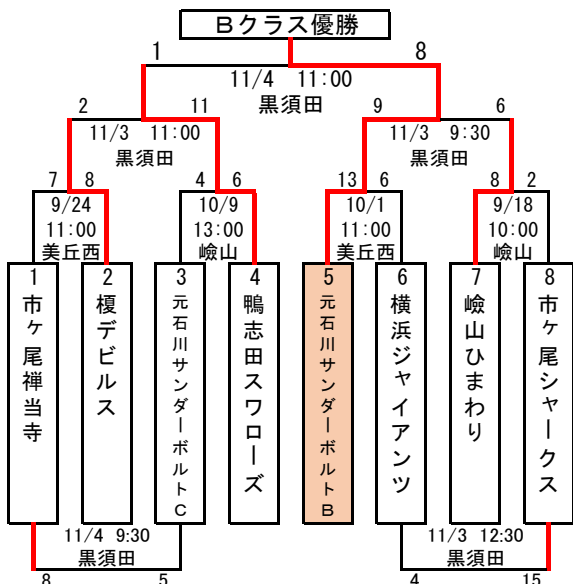 Bクラス優勝
1 8
11/4 11:00
黒須田
2 11 9 6
11/3 11:00 11/3 9:30
黒須田 黒須田
7 8 4 6 13 6 8 2
9/24 10/9 10/1 9/18
11:00 13:00 11:00 10:00
美丘西 嶮山 美丘西 嶮山
1 2 3 4 5 6 7 8
市ヶ尾禅当寺
榎デビルス
元石川サンダーボルトC
鴨志田スワローズ
元石川サンダーボルトB
横浜ジャイアンツ
嶮山ひまわり
市ヶ尾シャークス
11/4 9:30 11/3 12:30
黒須田 黒須田
8 5 4 15